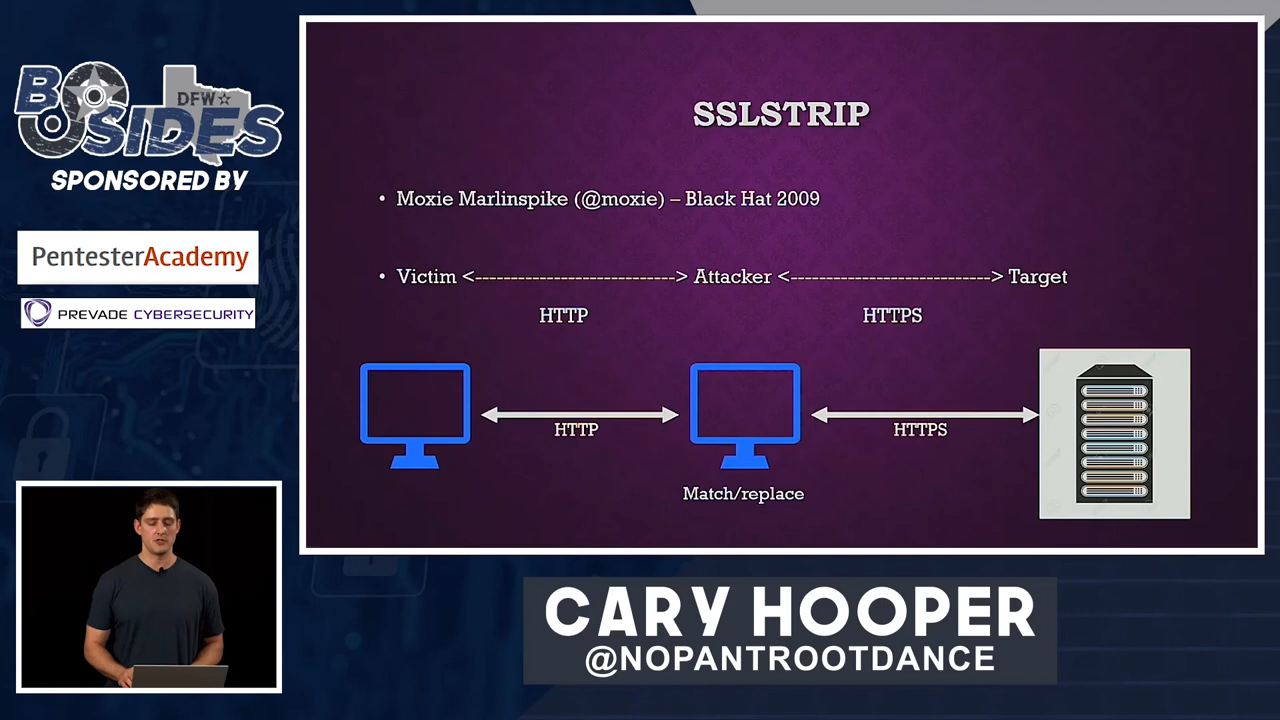 BSIDES
DFW
SPONSORED BY
PentesterAcademy
PREVADE CYBERSECURITY
SSLSTRIP
• Moxie Marlinspike (@moxie) – Black Hat 2009
• Victim <---------------------------> Attacker <---------------------------> Target
HTTP HTTPS
HTTP HTTPS
Match/replace
CARY HOOPER
@NOPANTROOTDANCE